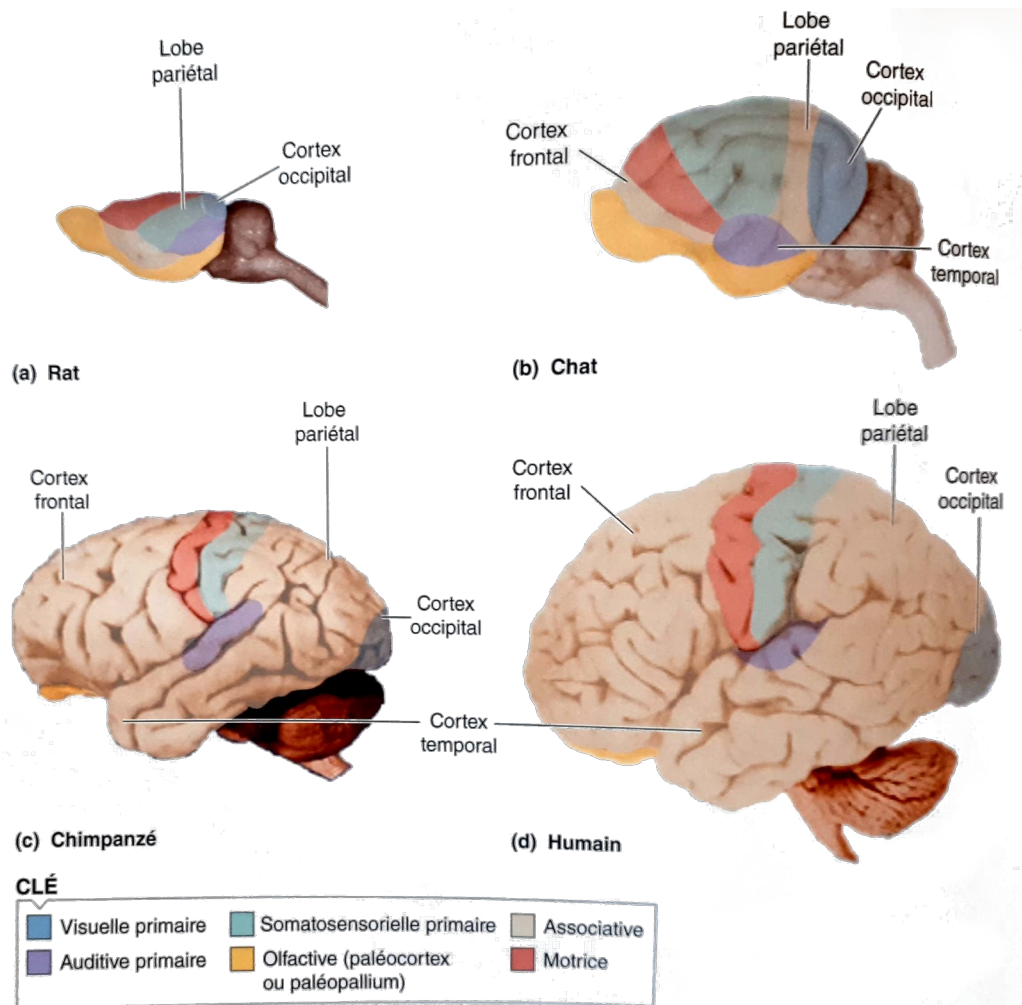 Lobe
pariétal
Cortex
occipital
(a) Rat
Lobe
pariétal
Cortex
occipital
Cortex
frontal
Cortex
temporal
(b) Chat
Lobe
pariétal
Cortex
frontal
Cortex
occipital
Cortex
temporal
(c) Chimpanzé
Lobe
pariétal
Cortex
frontal
Cortex
occipital
(d) Humain
CLÉ
Visuelle primaire
Somatosensorielle primaire
Associative
Auditive primaire
Olfactive (paléocortex
ou paléopallium)
Motrice